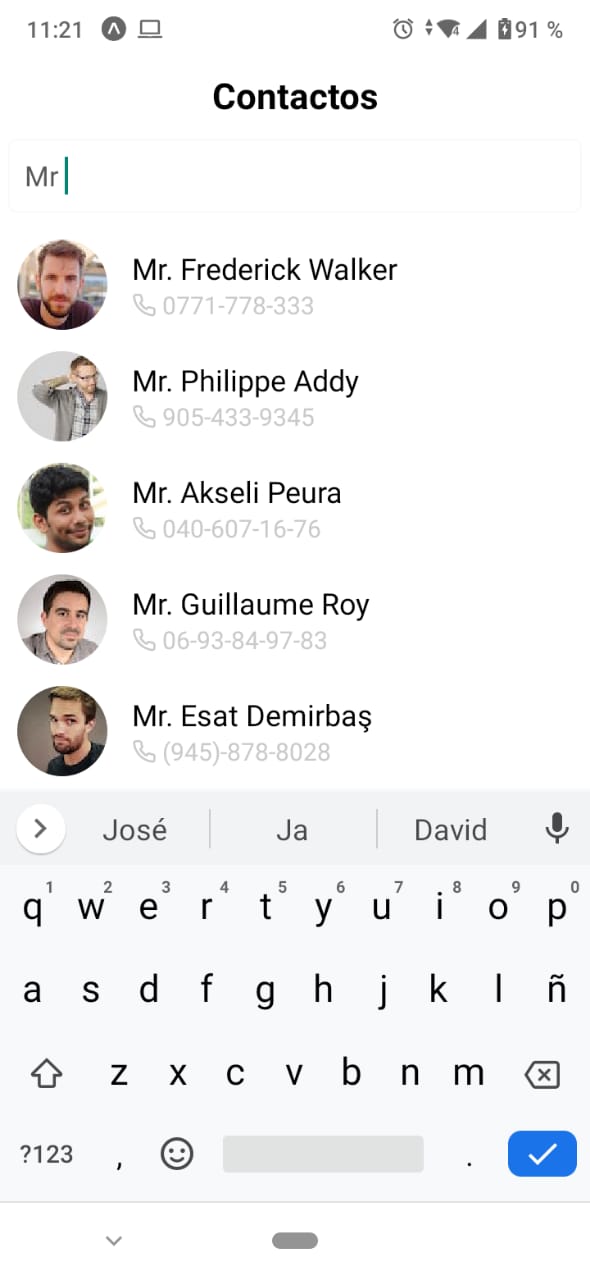 11:21 4 91 %
Contactos
Mr
Mr. Frederick Walker
0771-778-333
Mr. Philippe Addy
905-433-9345
Mr. Akseli Peura
040-607-16-76
Mr. Guillaume Roy
06-93-84-97-83
Mr. Esat Demirbaş
(945)-878-8028
José Ja David
1 2 3 4 5 6 7 8 9 0
q w e r t y u i o p
a s d f g h j k l ñ
z x c v b n m
?123 , .